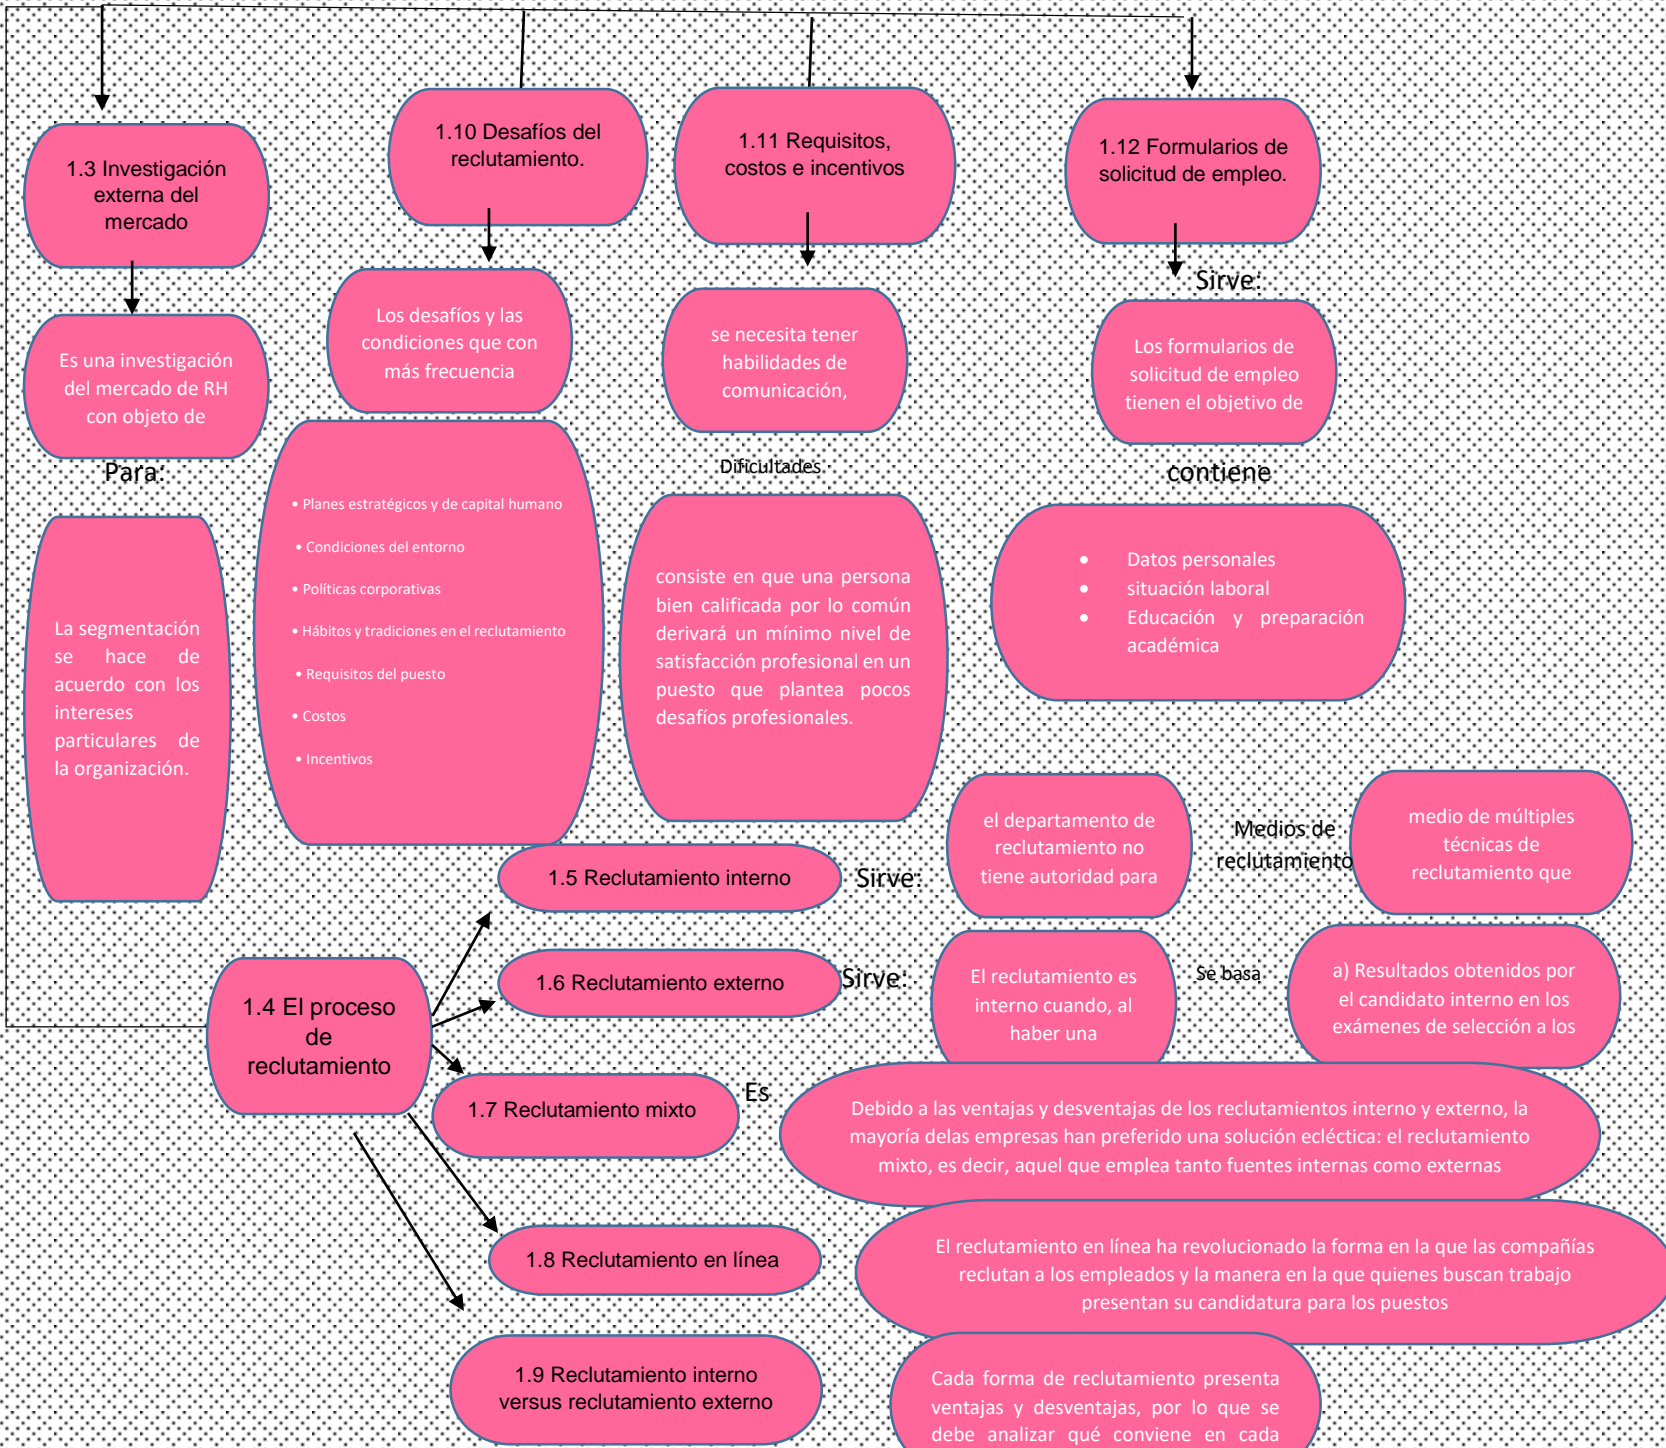 1.3 Investigación
externa del
mercado
1.10 Desafíos del
reclutamiento.
1.11 Requisitos,
costos e incentivos
1.12 Formularios de
solicitud de empleo.
Es una investigación
del mercado de RH
con objeto de
Los desafíos y las
condiciones que con
más frecuencia
se necesita tener
habilidades de
comunicación,
Sirve:
Los formularios de
solicitud de empleo
tienen el objetivo de
Para:
Dificultades
contiene
La segmentación
se hace de
acuerdo con los
intereses
particulares de
la organización.
• Planes estratégicos y de capital humano
• Condiciones del entorno
• Políticas corporativas
• Hábitos y tradiciones en el reclutamiento
• Requisitos del puesto
• Costos
• Incentivos
consiste en que una persona
bien calificada por lo común
derivará un mínimo nivel de
satisfacción profesional en un
puesto que plantea pocos
desafíos profesionales.
• Datos personales
• situación laboral
• Educación y preparación
académica
1.4 El proceso
de
reclutamiento
1.5 Reclutamiento interno
Sirve:
el departamento de
reclutamiento no
tiene autoridad para
Medios de
reclutamiento
medio de múltiples
técnicas de
reclutamiento que
1.6 Reclutamiento externo
Sirve:
El reclutamiento es
interno cuando, al
haber una
Se basa
a) Resultados obtenidos por
el candidato interno en los
exámenes de selección a los
1.7 Reclutamiento mixto
Es
Debido a las ventajas y desventajas de los reclutamientos interno y externo, la
mayoría delas empresas han preferido una solución ecléctica: el reclutamiento
mixto, es decir, aquel que emplea tanto fuentes internas como externas
1.8 Reclutamiento en línea
El reclutamiento en línea ha revolucionado la forma en la que las compañías
reclutan a los empleados y la manera en la que quienes buscan trabajo
presentan su candidatura para los puestos
1.9 Reclutamiento interno
versus reclutamiento externo
Cada forma de reclutamiento presenta
ventajas y desventajas, por lo que se
debe analizar qué conviene en cada